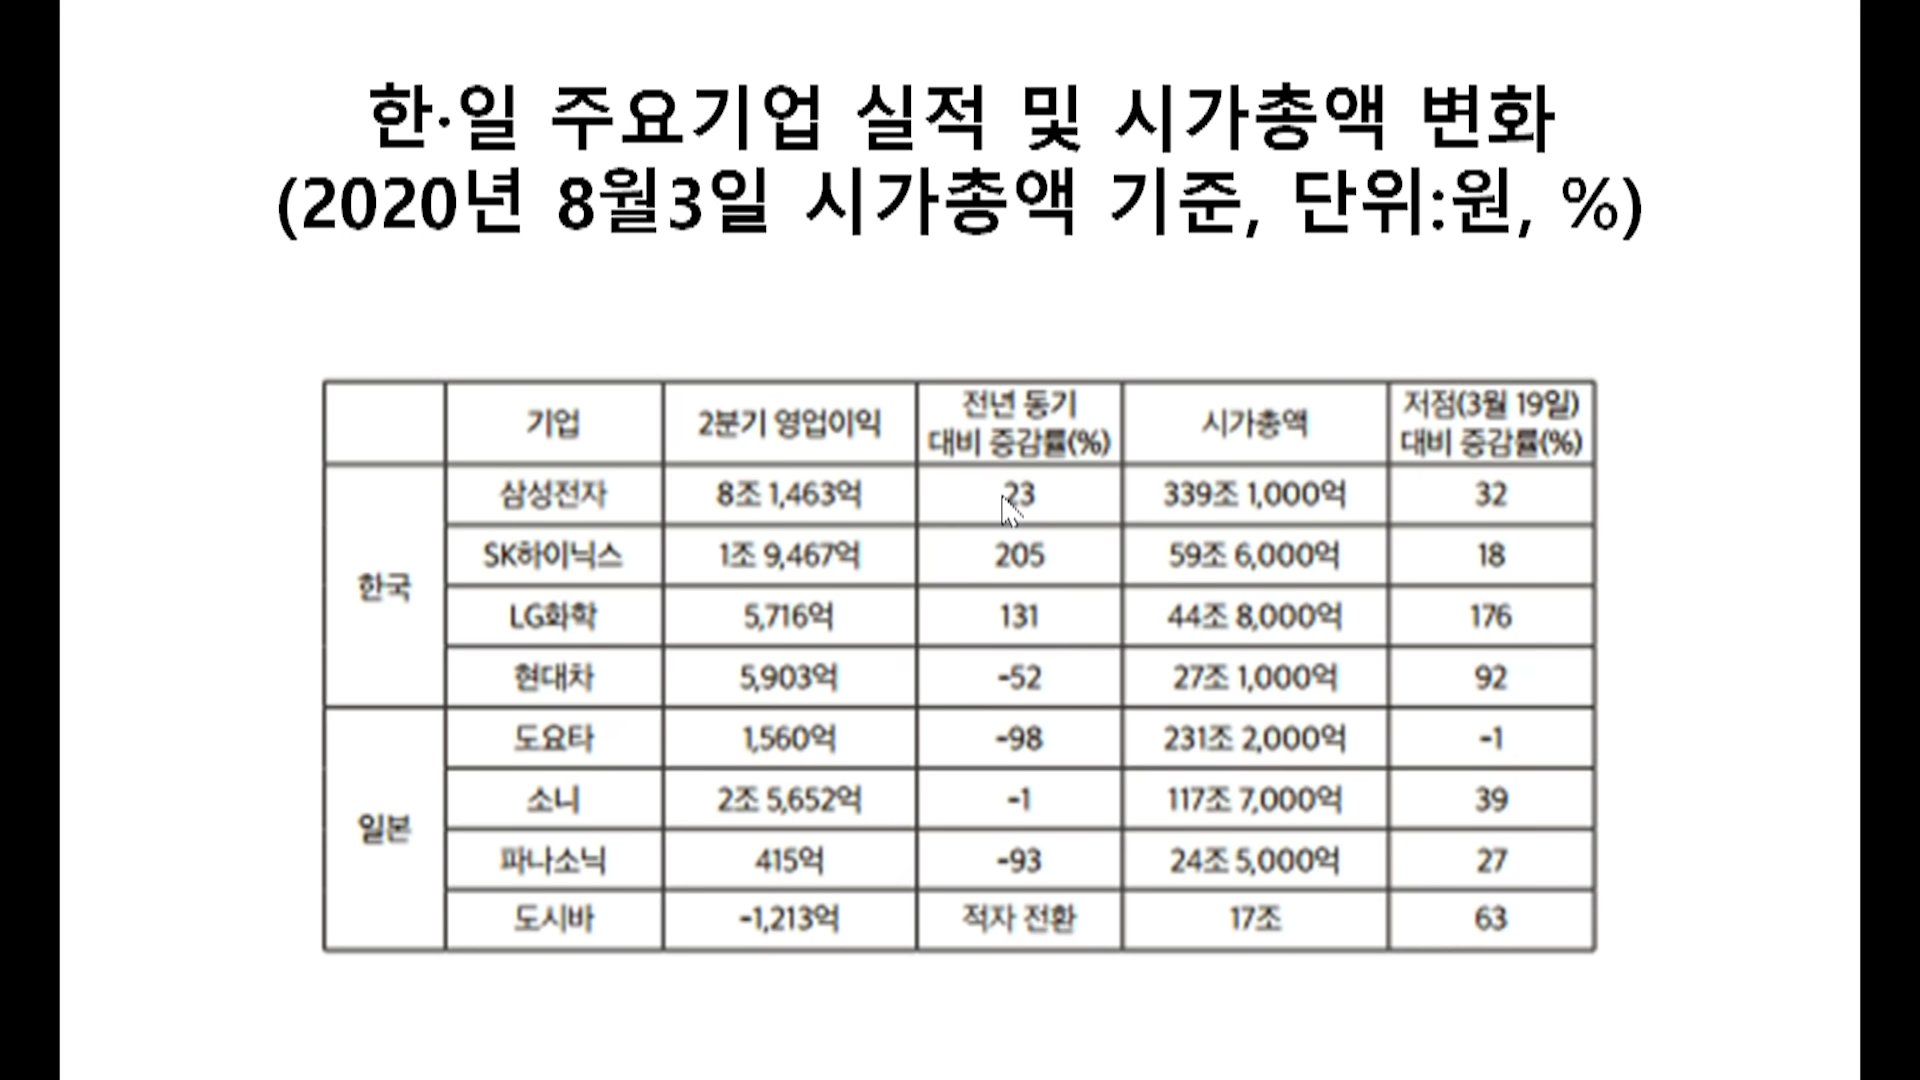 한·일 주요기업 실적 및 시가총액 변화
(2020년 8월3일 시가총액 기준, 단위:원, %)
기업 2분기 영업이익 전년 동기 대비 증감률(%) 시가총액 저점(3월 19일) 대비 증감률(%)
한국
삼성전자 8조 1,463억 23 339조 1,000억 32
SK하이닉스 1조 9,467억 205 59조 6,000억 18
LG화학 5,716억 131 44조 8,000억 176
현대차 5,903억 -52 27조 1,000억 92
일본
도요타 1,560억 -98 231조 2,000억 -1
소니 2조 5,652억 -1 117조 7,000억 39
파나소닉 415억 -93 24조 5,000억 27
도시바 -1,213억 적자 전환 17조 63